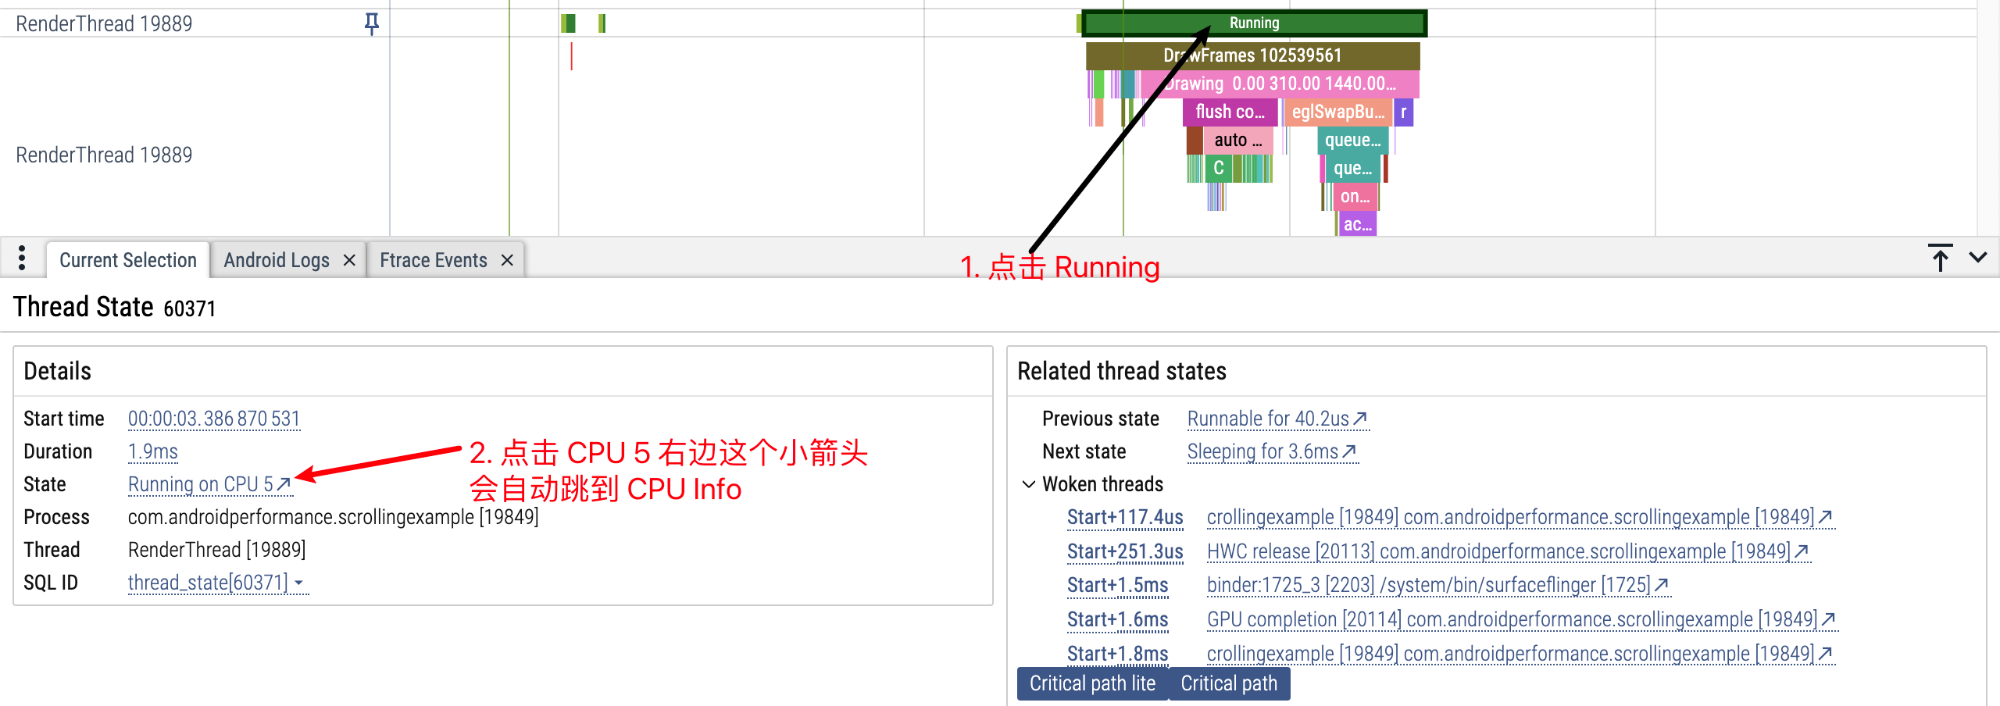 RenderThread 19889
Running
DrawFrames 102539561
Drawing 0.00 310.00 1440.00...
flush co...
eglSwapBu...
r
RenderThread 19889
auto ...
queue...
C
que...
on...
ac...
Current Selection
Android Logs
Ftrace Events
1. 点击 Running
Thread State 60371
Details
Start time 00:00:03.386 870 531
Duration 1.9ms
State Running on CPU 5
Process com.androidperformance.scrollingexample [19849]
Thread RenderThread [19889]
SQL ID thread_state[60371]
2. 点击 CPU 5 右边这个小箭头
会自动跳到 CPU Info
Related thread states
Previous state Runnable for 40.2us
Next state Sleeping for 3.6ms
Woken threads
Start+117.4us crollingexample [19849] com.androidperformance.scrollingexample [19849]
Start+251.3us HWC release [20113] com.androidperformance.scrollingexample [19849]
Start+1.5ms binder:1725_3 [2203] /system/bin/surfaceflinger [1725]
Start+1.6ms GPU completion [20114] com.androidperformance.scrollingexample [19849]
Start+1.8ms crollingexample [19849] com.androidperformance.scrollingexample [19849]
Critical path lite
Critical path